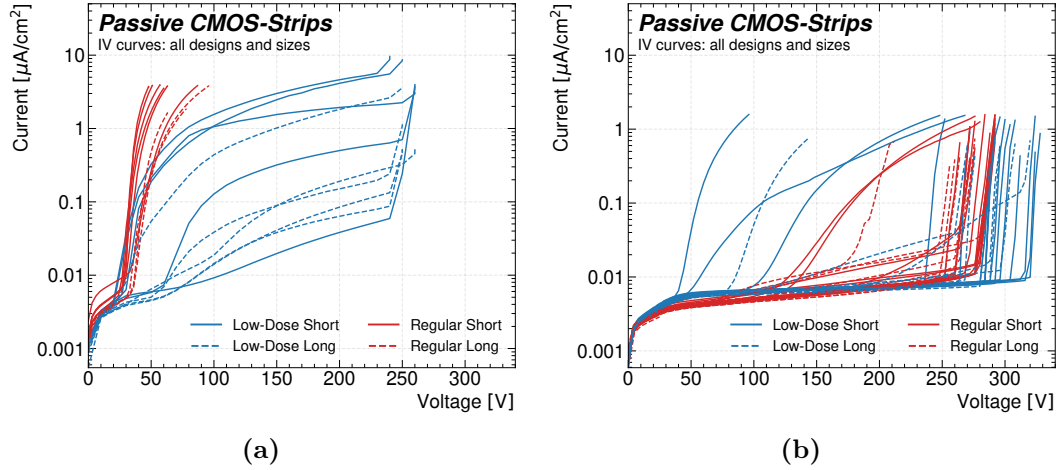 Passive CMOS-Strips
IV curves: all designs and sizes
Current [μA/cm²]
10
1
0.1
0.01
0.001
Low-Dose Short
Regular Short
Low-Dose Long
Regular Long
0 50 100 150 200 250 300
Voltage [V]
(a)
Passive CMOS-Strips
IV curves: all designs and sizes
Current [μA/cm²]
10
1
0.1
0.01
0.001
Low-Dose Short
Regular Short
Low-Dose Long
Regular Long
0 50 100 150 200 250 300
Voltage [V]
(b)